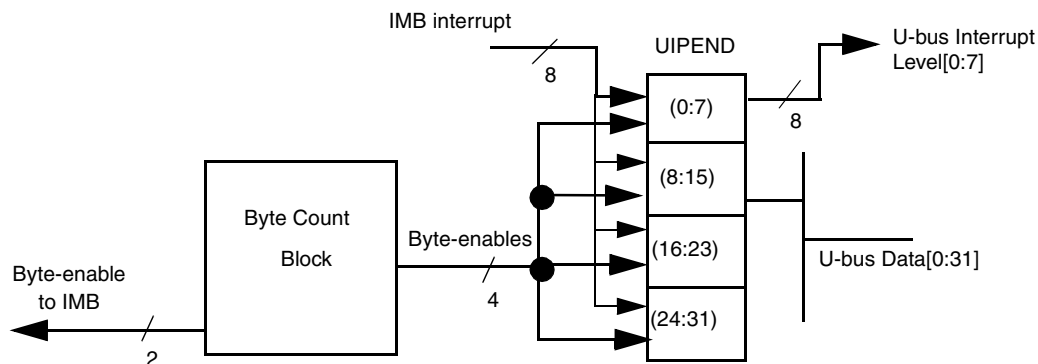 IMB interrupt
UIPEND
U-bus Interrupt
Level[0:7]
8
(0:7)
8
(8:15)
Byte Count
Block
Byte-enables
4
(16:23)
U-bus Data[0:31]
Byte-enable
to IMB
2
(24:31)